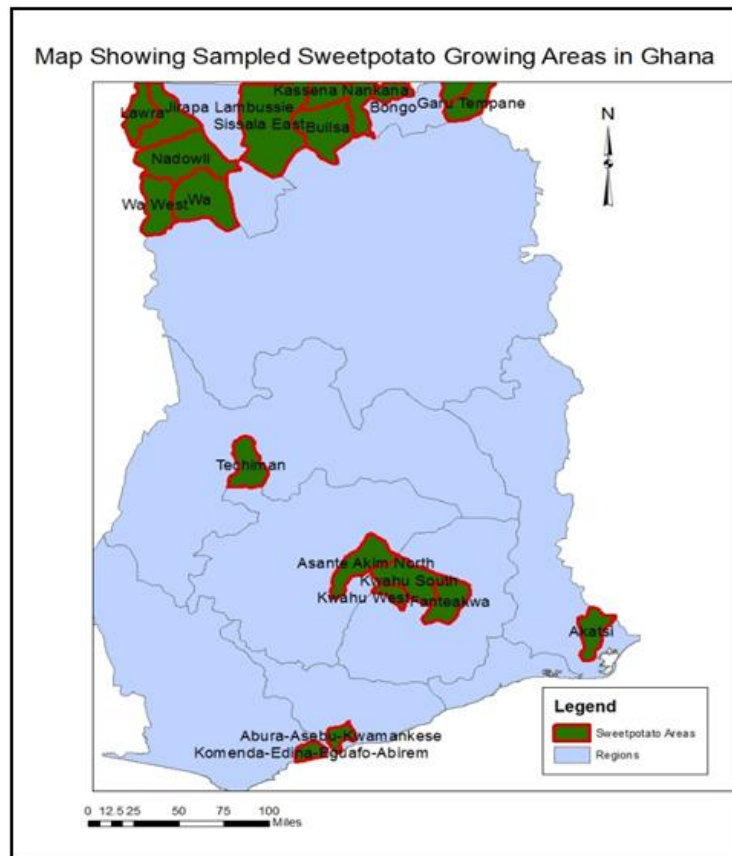 Map Showing Sampled Sweetpotato Growing Areas in Ghana
Kassena Nankana
Lawra
Jirapa Lambussie
Bongo
Garu Tempane
Sissala East
Builsa
N
Nadowli
Wa West
Wa
Techiman
Asante Akim North
Kwahu South
Kwahu West
Fanteakwa
Akatsi
Abura-Asebu-Kwamankese
Komenda-Edina-Eguafo-Abirem
Legend
Sweetpotato Areas
Regions
0 12.5 25 50 75 100
Miles